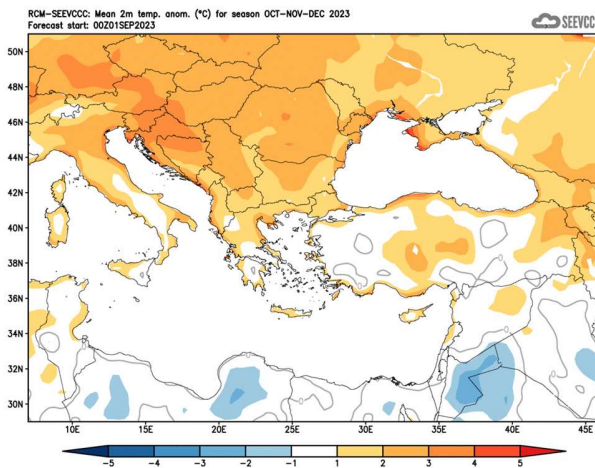 RCM-SEEVCCC: Mean 2m temp. anom. (°C) for season OCT-NOV-DEC 2023
Forecast start: 00Z01SEP2023
SEEVCC
50N
48N
46N
44N
42N
40N
38N
36N
34N
32N
30N
10E 15E 20E 25E 30E 35E 40E 45E
-5 -4 -3 -2 -1 1 2 3 4 5